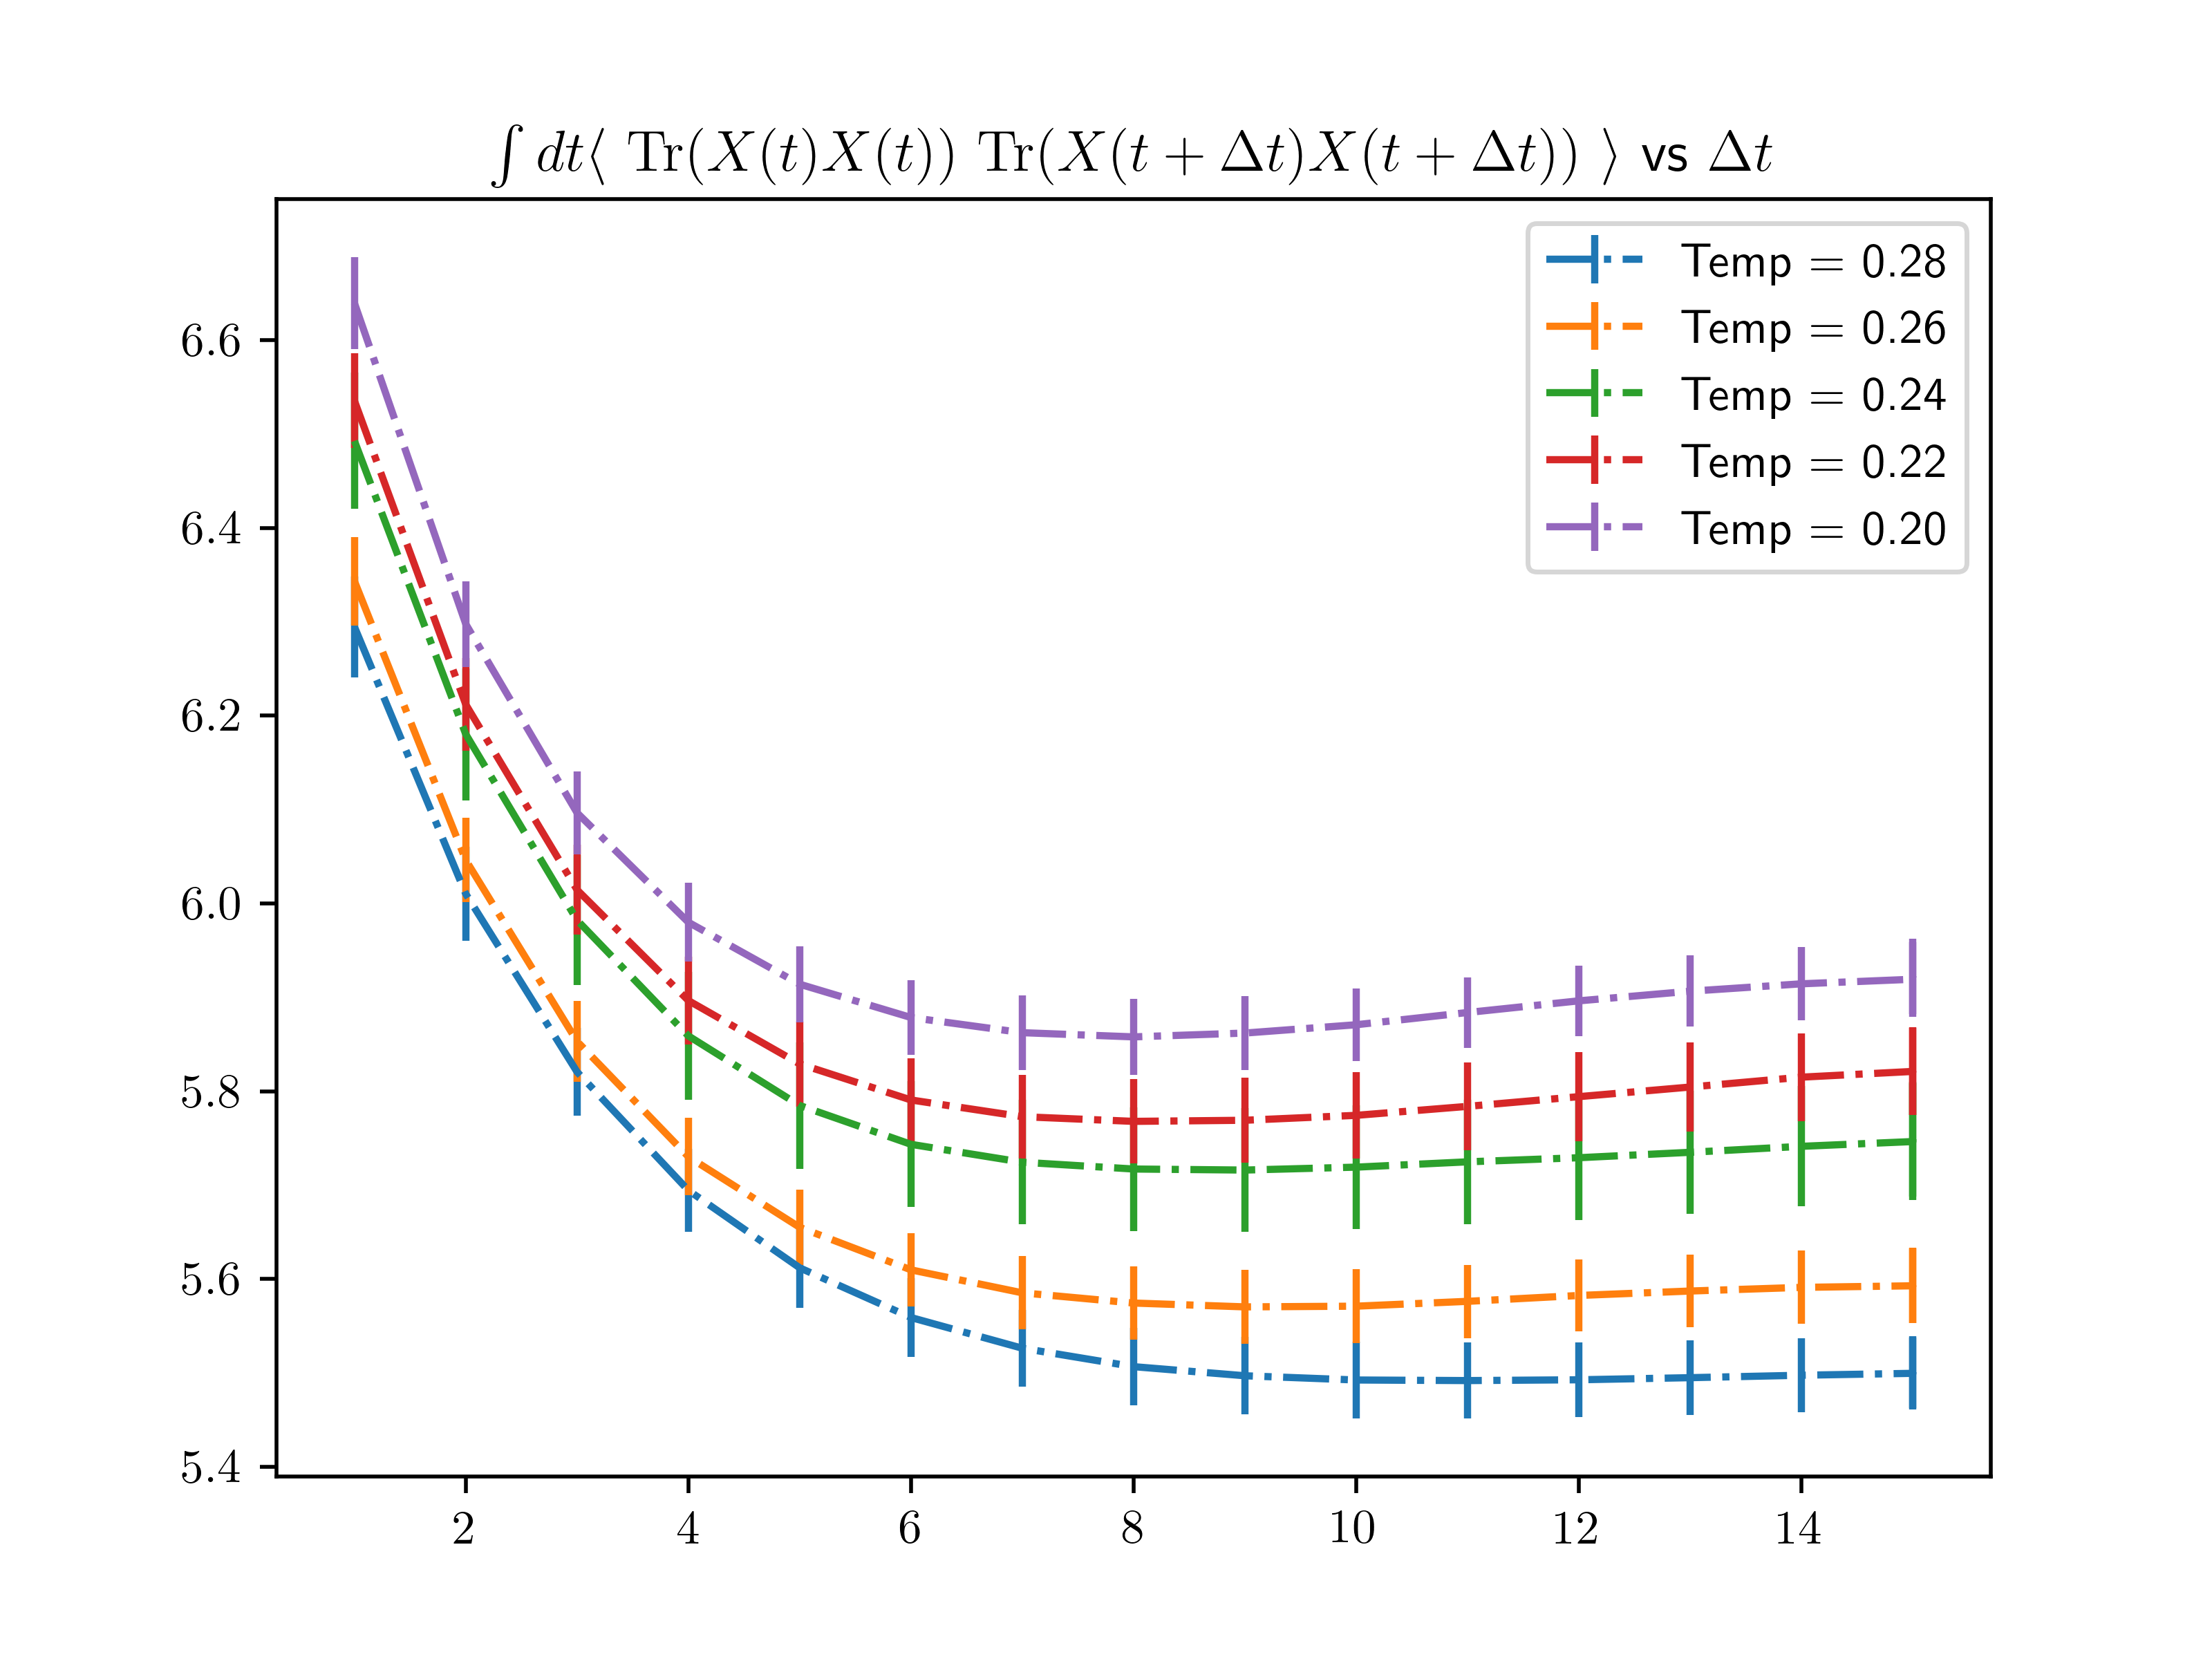 ∫ dt⟨ Tr(X(t)X(t)) Tr(X(t + Δt)X(t + Δt)) ⟩ vs Δt
Temp = 0.28
Temp = 0.26
Temp = 0.24
Temp = 0.22
Temp = 0.20
6.6
6.4
6.2
6.0
5.8
5.6
5.4
2 4 6 8 10 12 14